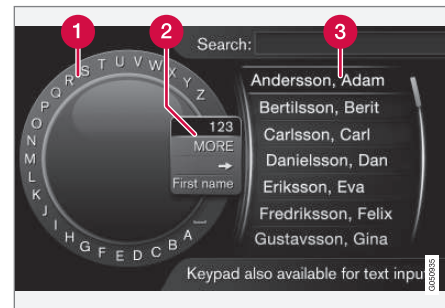 1
2
3
Search:
A B C D E F G H I J K L M N O P Q R S T U V W X Y Z
123
MORE
➞
First name
Andersson, Adam
Bertilsson, Berit
Carlsson, Carl
Danielsson, Dan
Eriksson, Eva
Fredriksson, Felix
Gustavsson, Gina
Keypad also available for text input
G050935